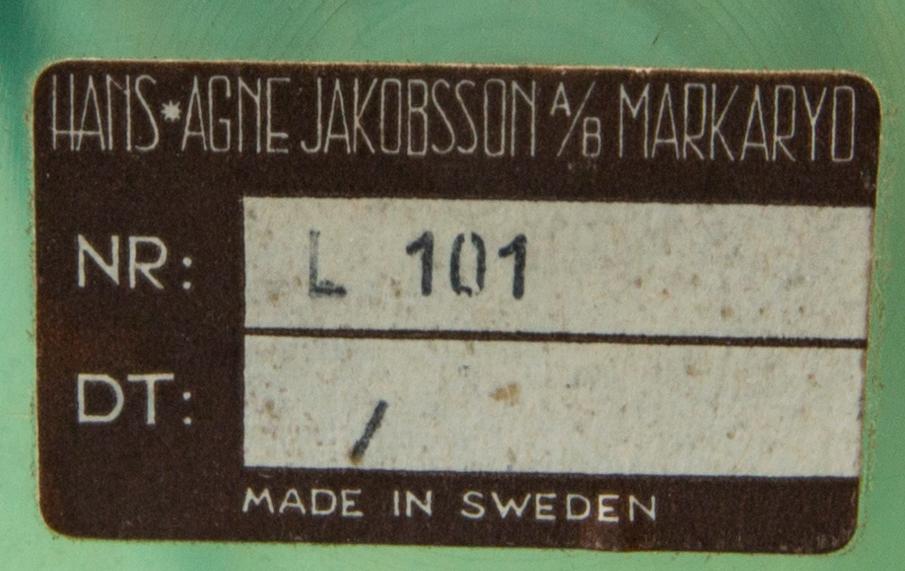 HANS*AGNE JAKOBSSON A/B MARKARYD
NR: L 101
DT: /
MADE IN SWEDEN